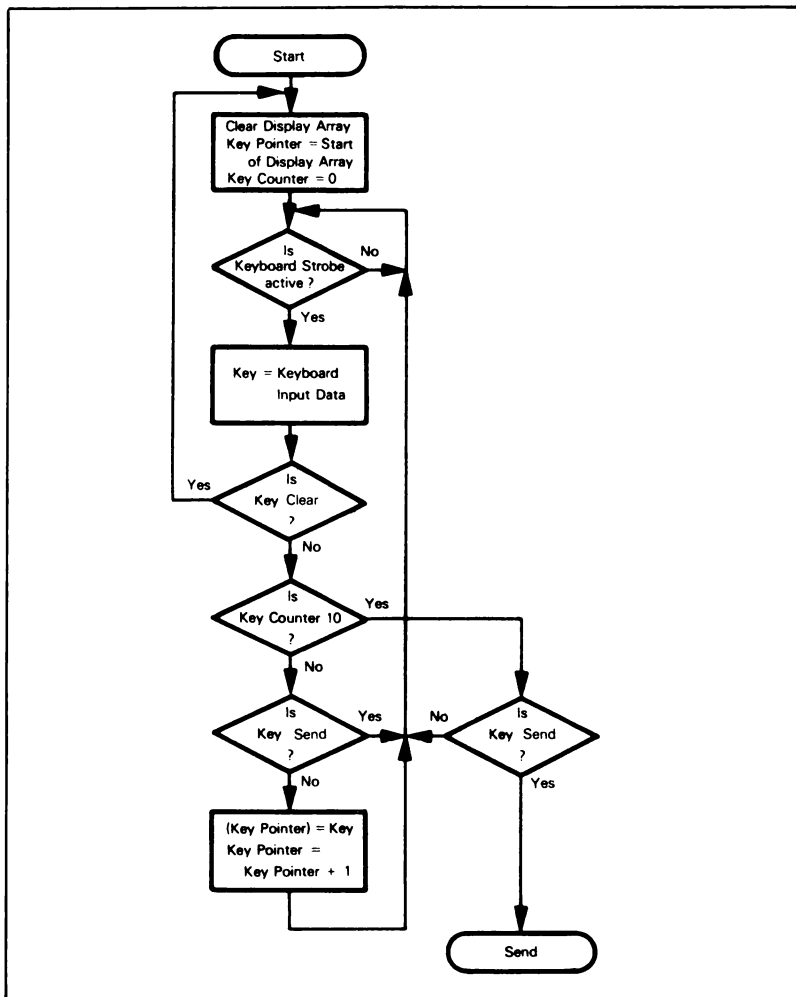 Start
Clear Display Array
Key Pointer = Start
of Display Array
Key Counter = 0
Is
Keyboard Strobe
active ?
No
Yes
Key = Keyboard
Input Data
Is
Key Clear
?
Yes
No
Is
Key Counter 10
?
Yes
No
Is
Key Send
?
Yes
No
Is
Key Send
?
No
Yes
(Key Pointer) = Key
Key Pointer =
Key Pointer + 1
Send